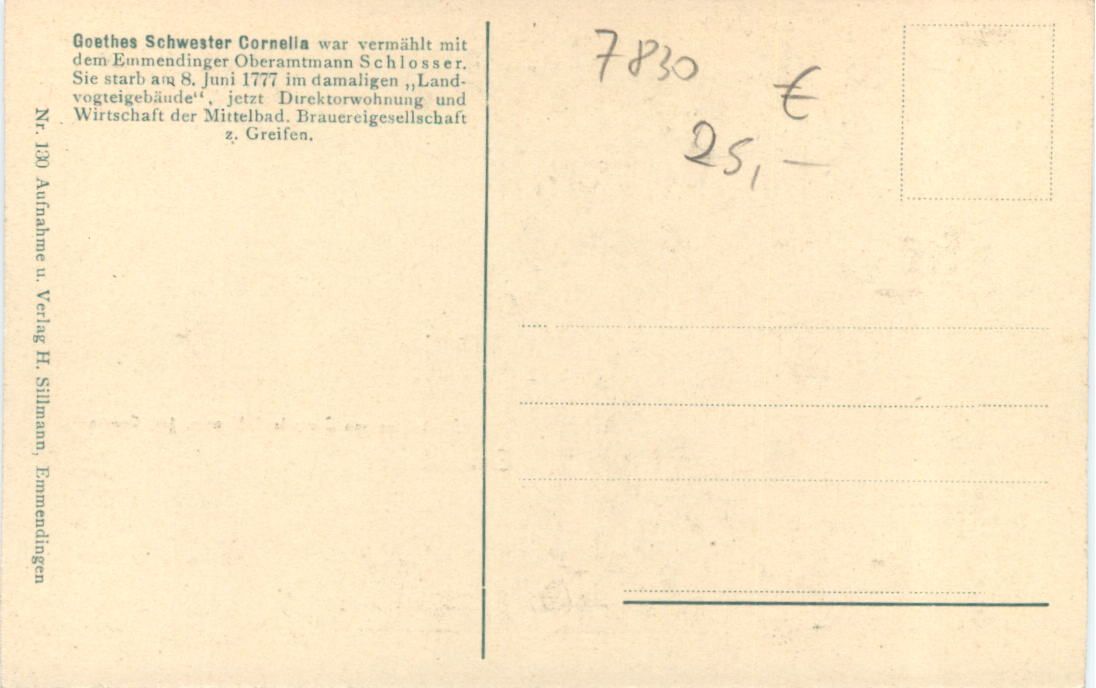 Goethes Schwester Cornelia war vermählt mit
dem Emmendinger Oberamtmann Schlosser.
Sie starb am 8. Juni 1777 im damaligen „Land-
vogteigebäude“, jetzt Direktorwohnung und
Wirtschaft der Mittelbad. Brauereigesellschaft
z. Greifen.
Nr. 130 Aufnahme u. Verlag H. Sillmann, Emmendingen
7830
€
25,—